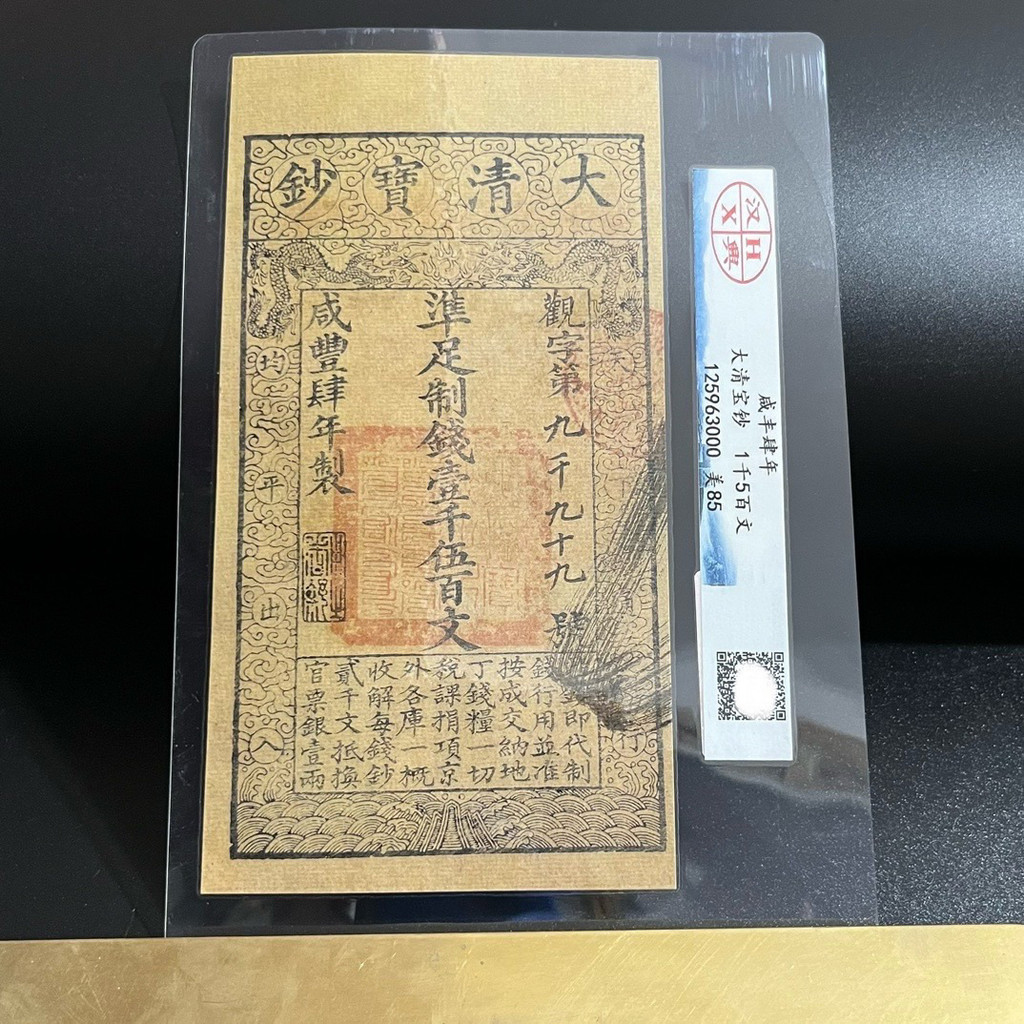 大清寶鈔
觀字第九千九十九號
準足制錢壹千伍百文
咸豐肆年製
均平出入
行
即代制
錢行用並准
按成交納地
丁錢糧一切
稅課捐項京
外各庫一概
收解每錢鈔
貳千文抵換
官票銀壹兩
汉H
X興
咸丰肆年
大清宝钞 1千5百文
125963000 美85